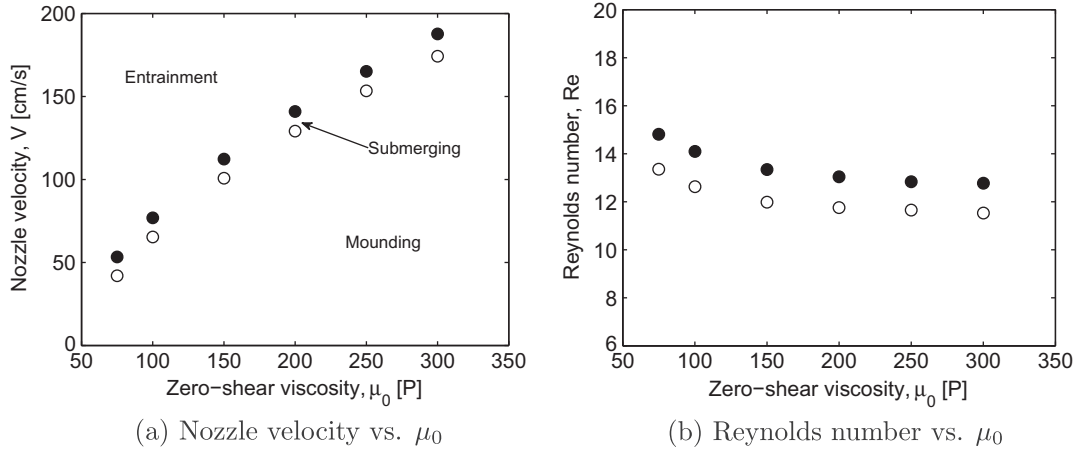 200
150
100
50
0
Nozzle velocity, V [cm/s]
Entrainment
Submerging
Mounding
50 100 150 200 250 300 350
Zero−shear viscosity, μ0 [P]
(a) Nozzle velocity vs. μ0
20
18
16
14
12
10
8
6
Reynolds number, Re
50 100 150 200 250 300 350
Zero−shear viscosity, μ0 [P]
(b) Reynolds number vs. μ0